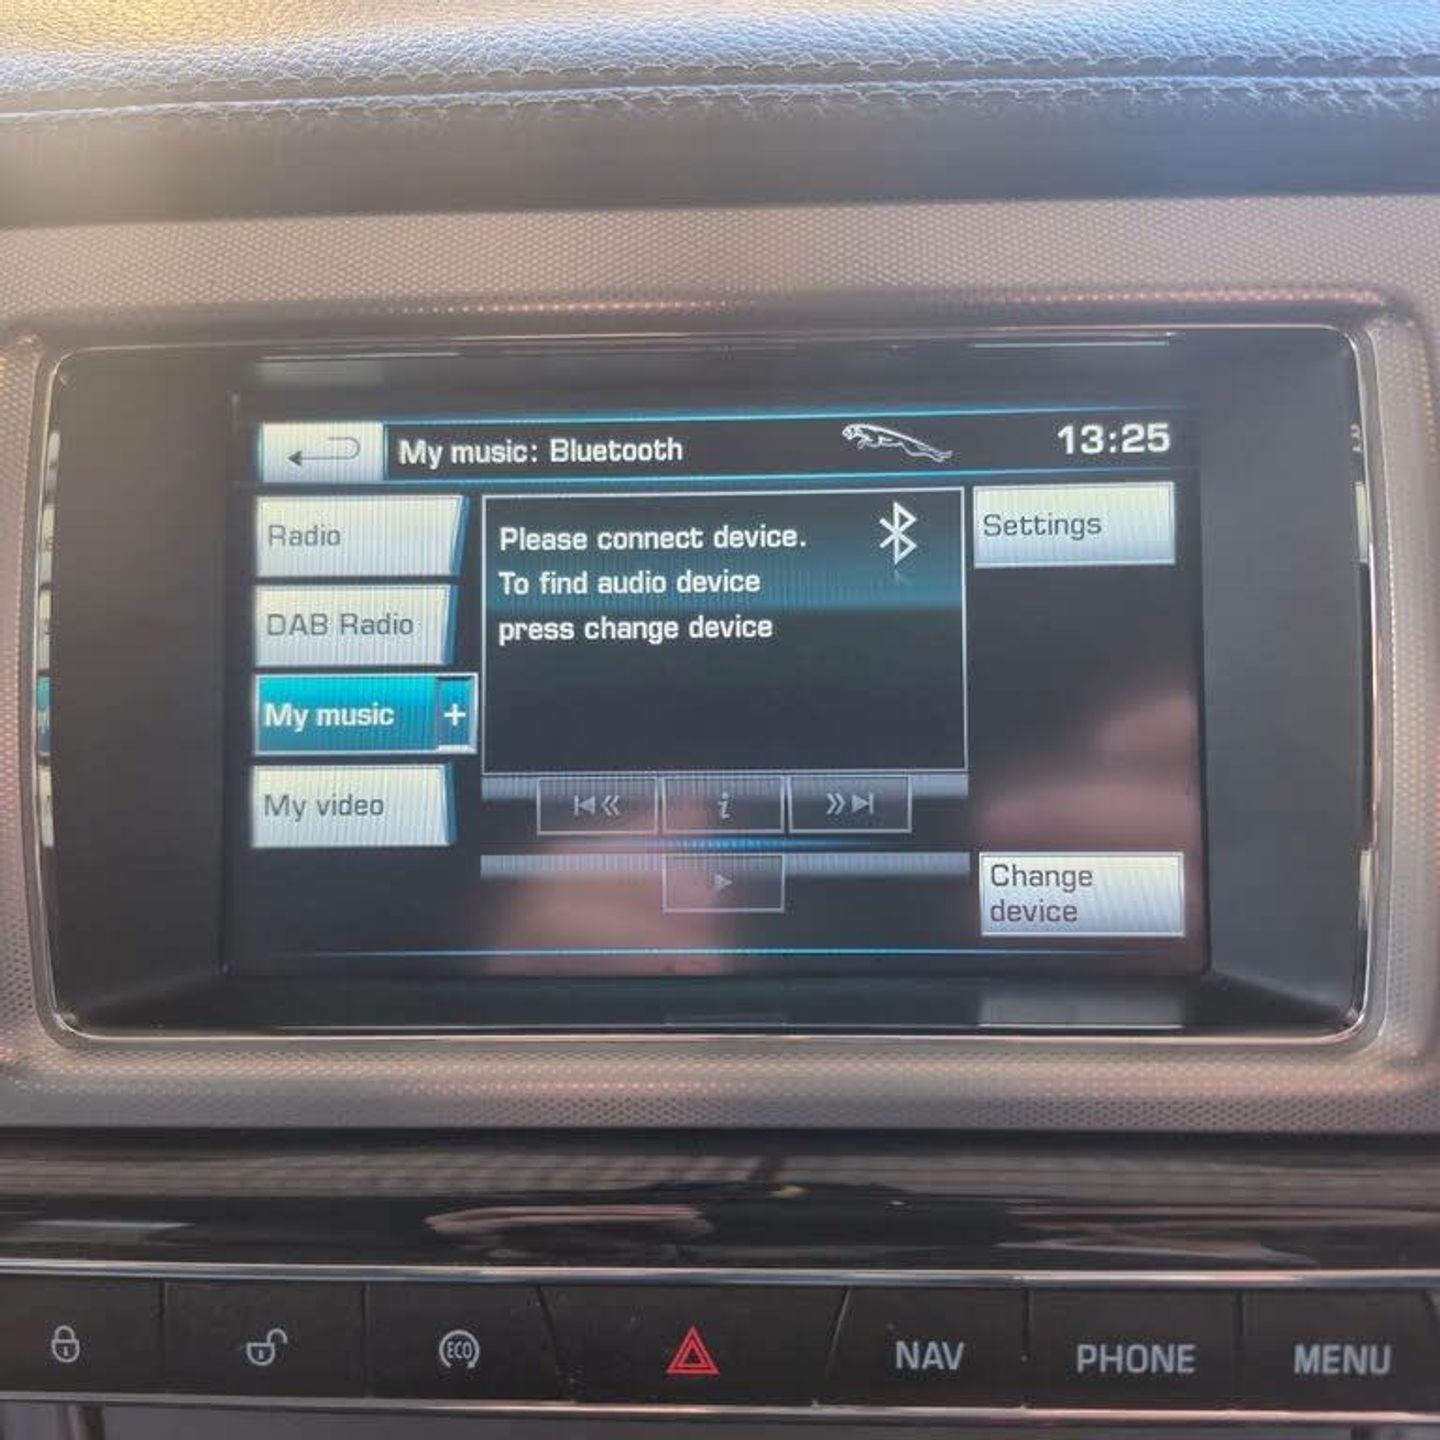 My music: Bluetooth
13:25
Radio
DAB Radio
My music +
My video
Please connect device.
To find audio device
press change device
i
Settings
Change
device
ECO
NAV
PHONE
MENU